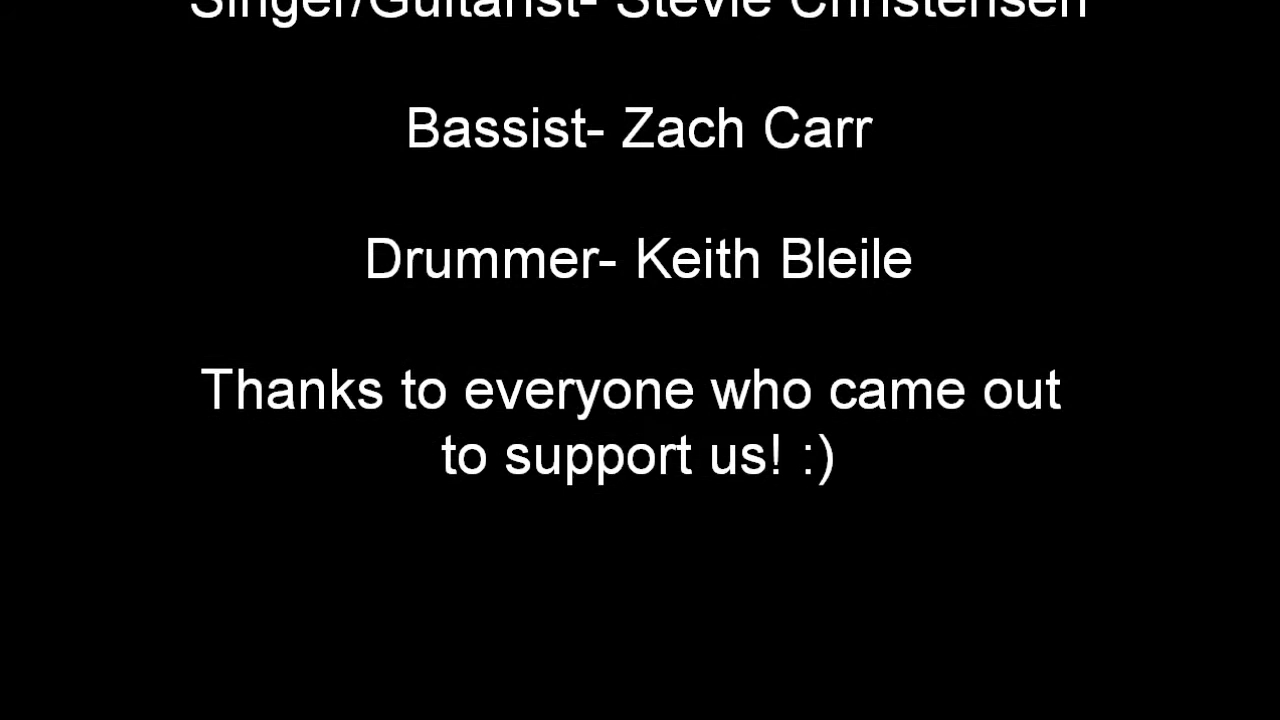 Singer/Guitarist- Stevie Christensen
Bassist- Zach Carr
Drummer- Keith Bleile
Thanks to everyone who came out
to support us! :)